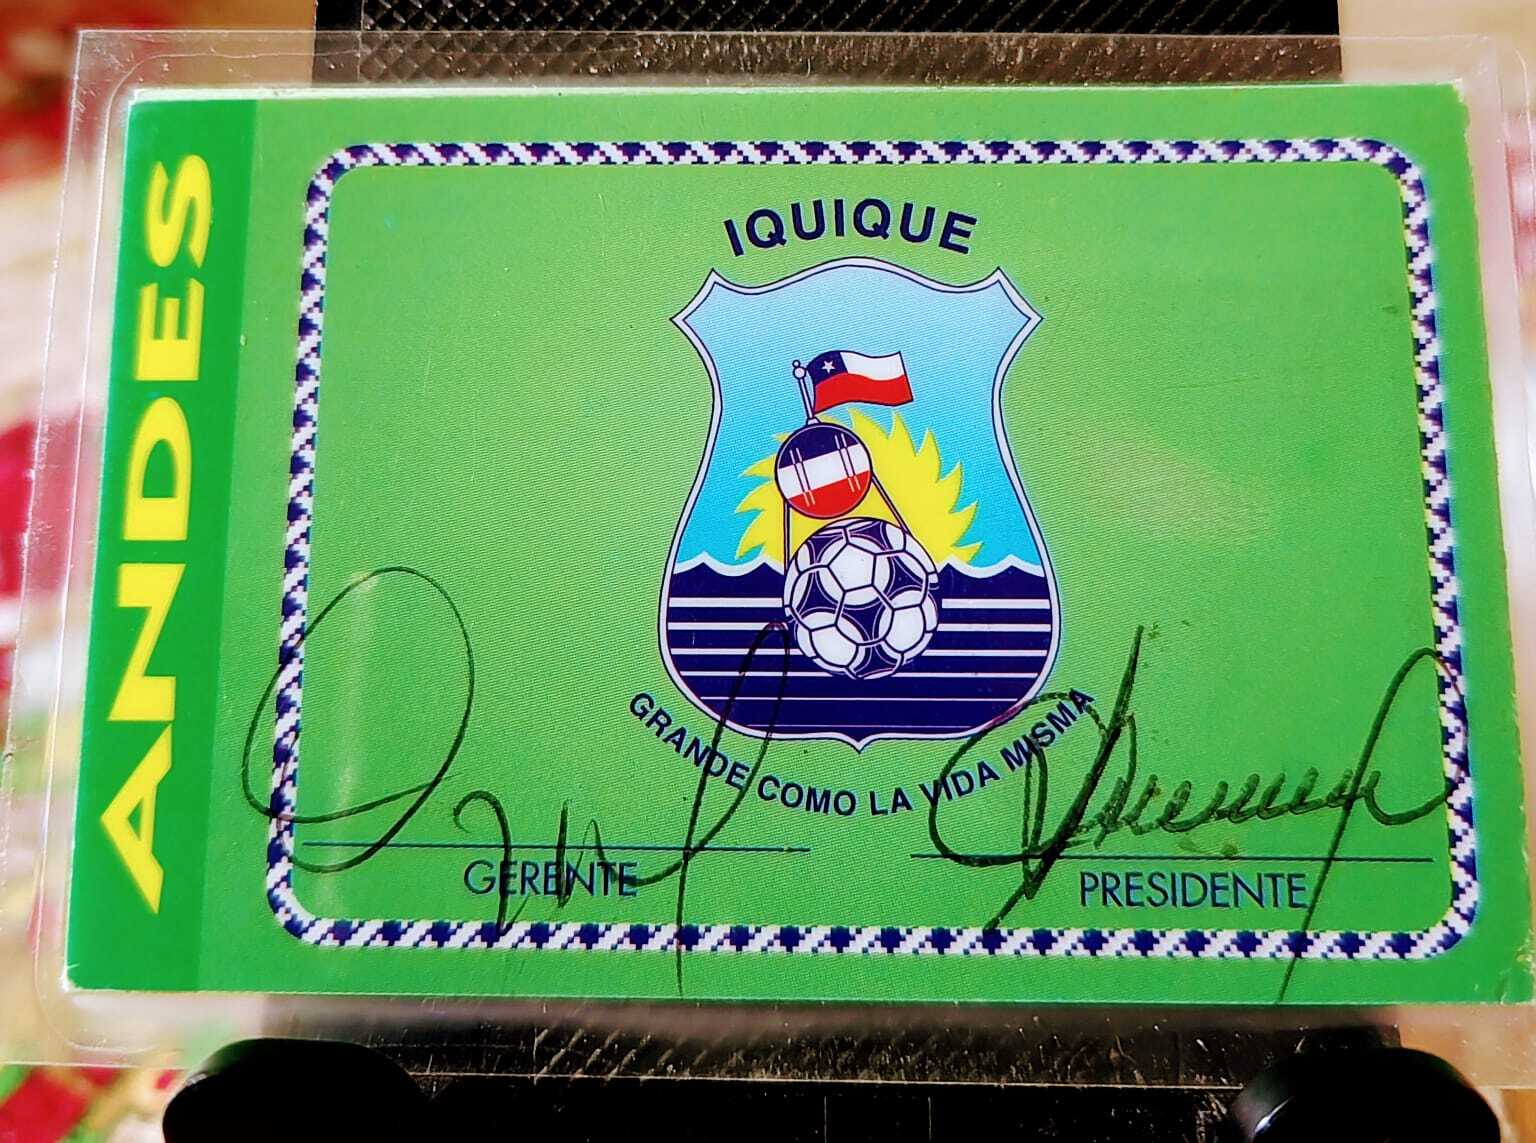 ANDES
IQUIQUE
GRANDE COMO LA VIDA MISMA
GERENTE
PRESIDENTE